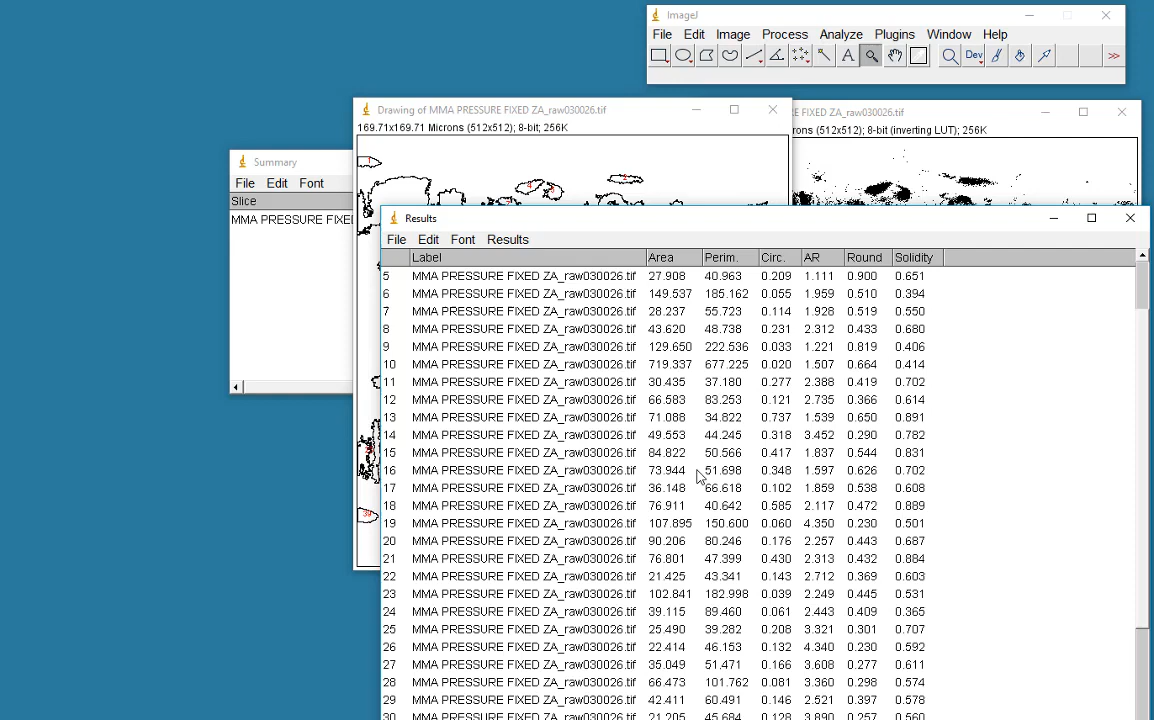 ImageJ
File Edit Image Process Analyze Plugins Window Help
A Dev >>
Drawing of MMA PRESSURE FIXED ZA_raw030026.tif
169.71x169.71 Microns (512x512); 8-bit; 256K
E FIXED ZA_raw030026.tif
rons (512x512); 8-bit (inverting LUT); 256K
Summary
File Edit Font
Slice
MMA PRESSURE FIXED
Results
File Edit Font Results
Label Area Perim. Circ. AR Round Solidity
5 MMA PRESSURE FIXED ZA_raw030026.tif 27.908 40.963 0.209 1.111 0.900 0.651
6 MMA PRESSURE FIXED ZA_raw030026.tif 149.537 185.162 0.055 1.959 0.510 0.394
7 MMA PRESSURE FIXED ZA_raw030026.tif 28.237 55.723 0.114 1.928 0.519 0.550
8 MMA PRESSURE FIXED ZA_raw030026.tif 43.620 48.738 0.231 2.312 0.433 0.680
9 MMA PRESSURE FIXED ZA_raw030026.tif 129.650 222.536 0.033 1.221 0.819 0.406
10 MMA PRESSURE FIXED ZA_raw030026.tif 719.337 677.225 0.020 1.507 0.664 0.414
11 MMA PRESSURE FIXED ZA_raw030026.tif 30.435 37.180 0.277 2.388 0.419 0.702
12 MMA PRESSURE FIXED ZA_raw030026.tif 66.583 83.253 0.121 2.735 0.366 0.614
13 MMA PRESSURE FIXED ZA_raw030026.tif 71.088 34.822 0.737 1.539 0.650 0.891
14 MMA PRESSURE FIXED ZA_raw030026.tif 49.553 44.245 0.318 3.452 0.290 0.782
15 MMA PRESSURE FIXED ZA_raw030026.tif 84.822 50.566 0.417 1.837 0.544 0.831
16 MMA PRESSURE FIXED ZA_raw030026.tif 73.944 51.698 0.348 1.597 0.626 0.702
17 MMA PRESSURE FIXED ZA_raw030026.tif 36.148 66.618 0.102 1.859 0.538 0.608
18 MMA PRESSURE FIXED ZA_raw030026.tif 76.911 40.642 0.585 2.117 0.472 0.889
19 MMA PRESSURE FIXED ZA_raw030026.tif 107.895 150.600 0.060 4.350 0.230 0.501
20 MMA PRESSURE FIXED ZA_raw030026.tif 90.206 80.246 0.176 2.257 0.443 0.687
21 MMA PRESSURE FIXED ZA_raw030026.tif 76.801 47.399 0.430 2.313 0.432 0.884
22 MMA PRESSURE FIXED ZA_raw030026.tif 21.425 43.341 0.143 2.712 0.369 0.603
23 MMA PRESSURE FIXED ZA_raw030026.tif 102.841 182.998 0.039 2.249 0.445 0.531
24 MMA PRESSURE FIXED ZA_raw030026.tif 39.115 89.460 0.061 2.443 0.409 0.365
25 MMA PRESSURE FIXED ZA_raw030026.tif 25.490 39.282 0.208 3.321 0.301 0.707
26 MMA PRESSURE FIXED ZA_raw030026.tif 22.414 46.153 0.132 4.340 0.230 0.592
27 MMA PRESSURE FIXED ZA_raw030026.tif 35.049 51.471 0.166 3.608 0.277 0.611
28 MMA PRESSURE FIXED ZA_raw030026.tif 66.473 101.762 0.081 3.360 0.298 0.574
29 MMA PRESSURE FIXED ZA_raw030026.tif 42.411 60.491 0.146 2.521 0.397 0.578
30 MMA PRESSURE FIXED ZA_raw030026.tif 21.205 45.684 0.128 3.890 0.257 0.560